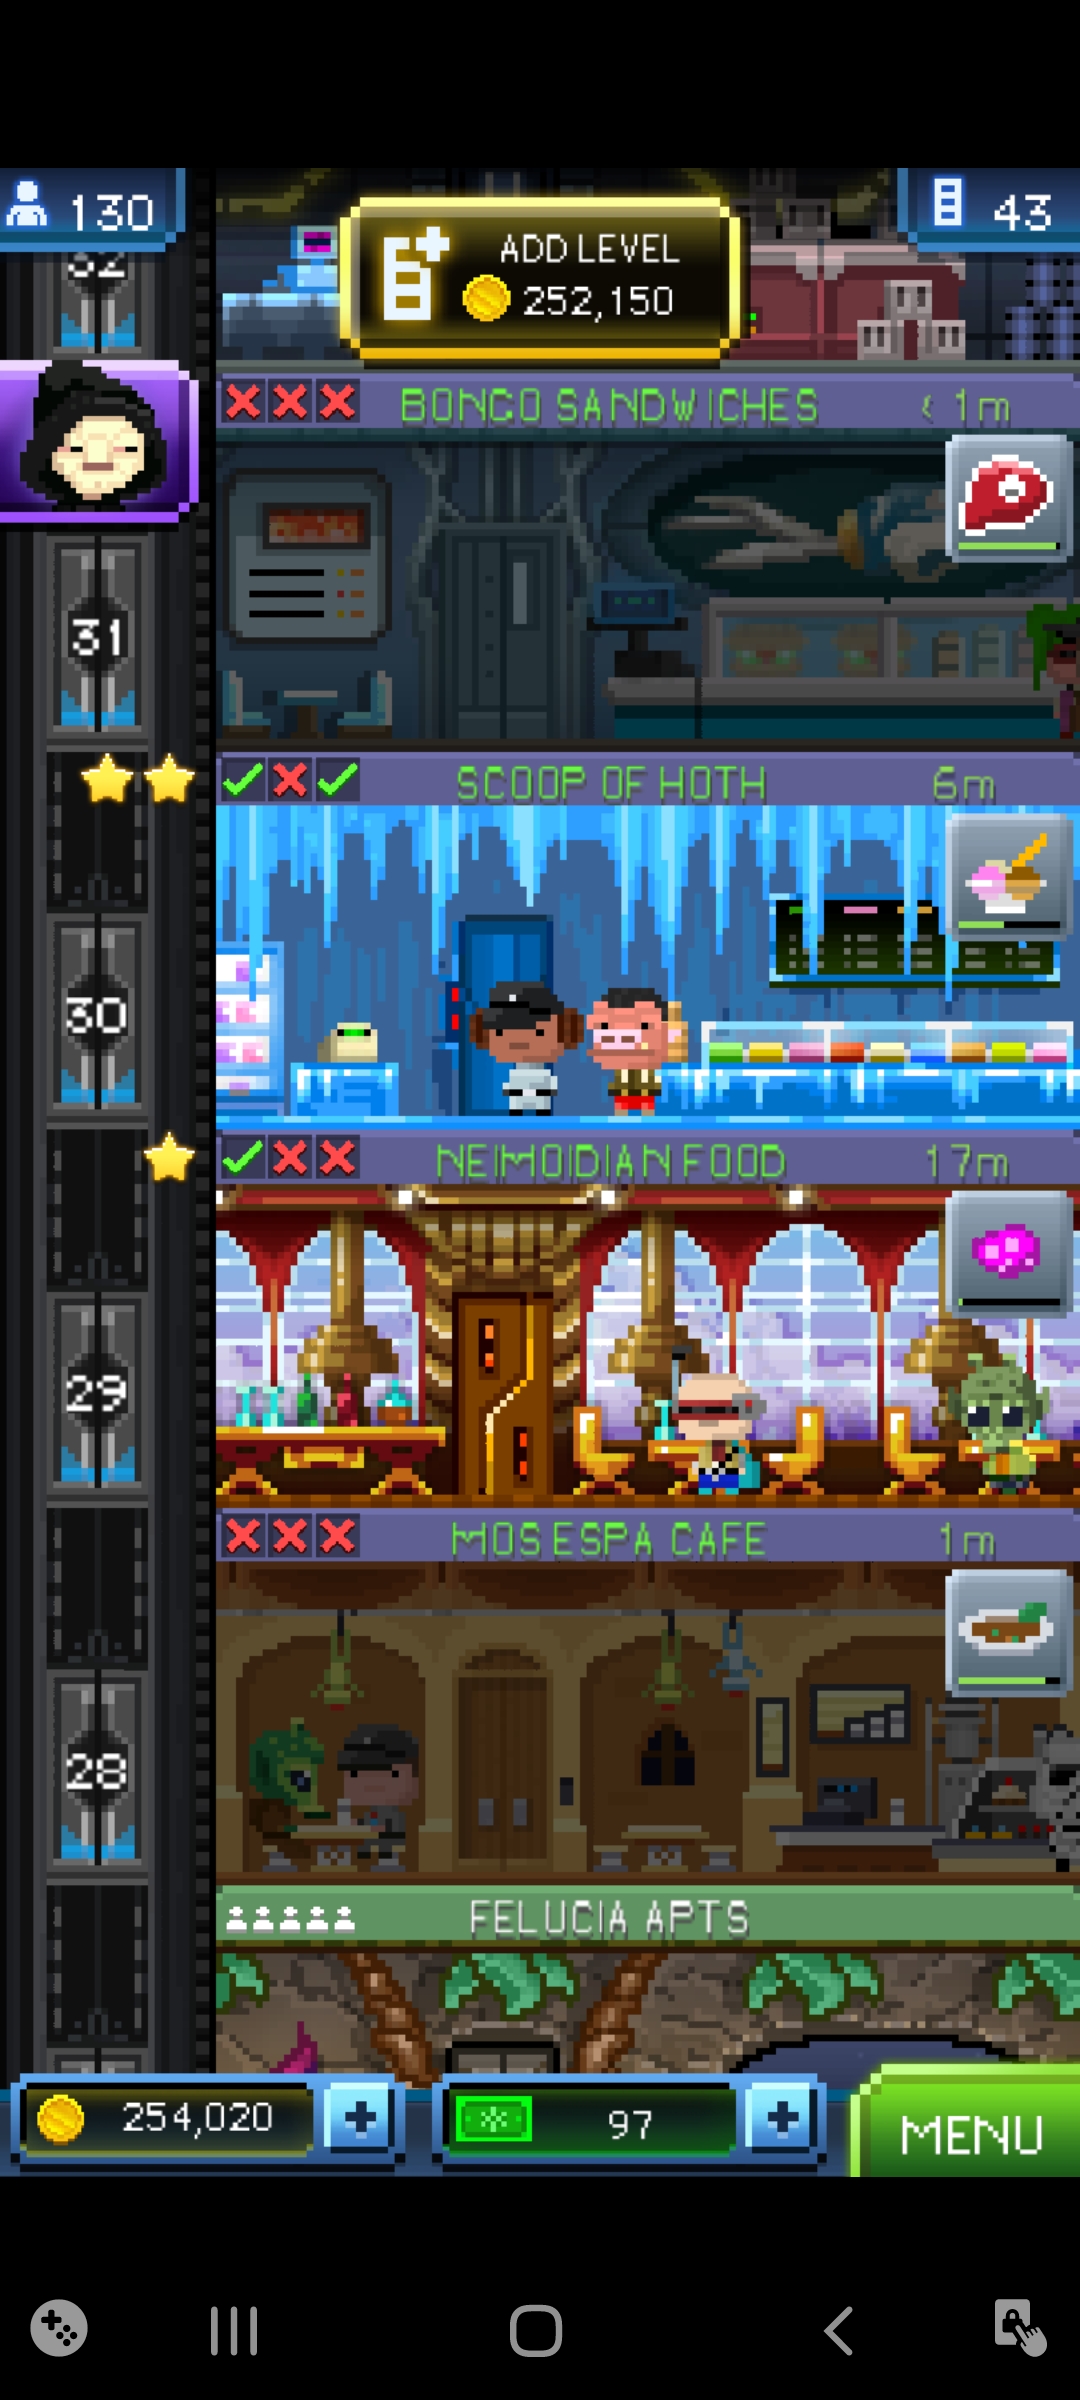 130
ADD LEVEL
252,150
43
32
BONGO SANDWICHES < 1m
31
SCOOP OF HOTH 6m
30
NEIMOIDIAN FOOD 17m
29
MOS ESPA CAFE 1m
28
FELUCIA APTS
254,020
97
MENU